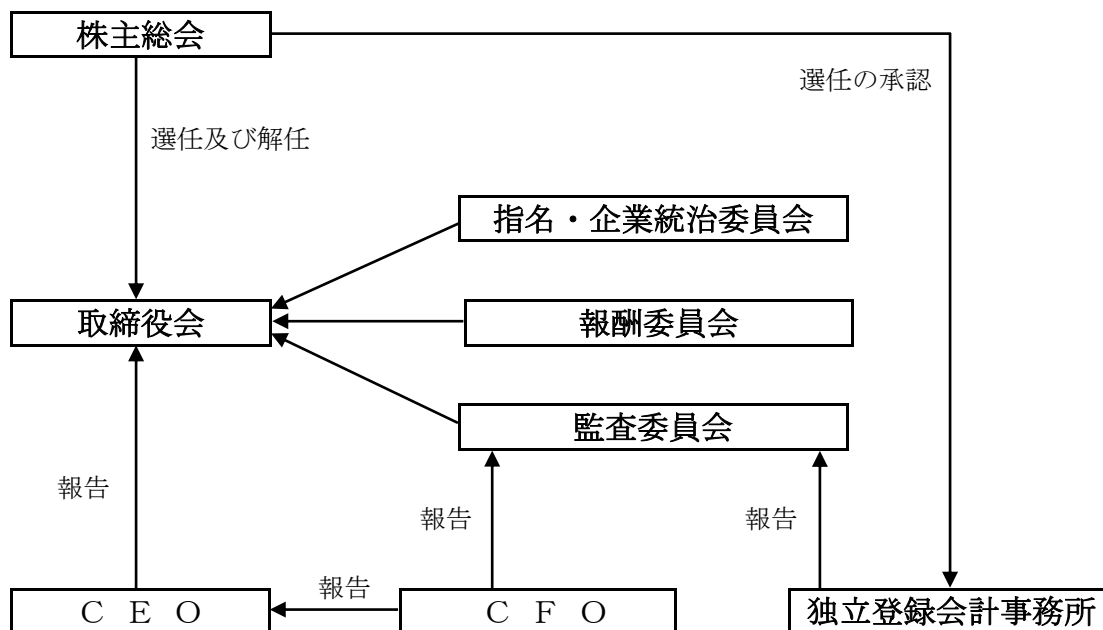 株主総会
選任の承認
選任及び解任
指名・企業統治委員会
取締役会
報酬委員会
監査委員会
報告
報告
報告
報告
ＣＥＯ
ＣＦＯ
独立登録会計事務所